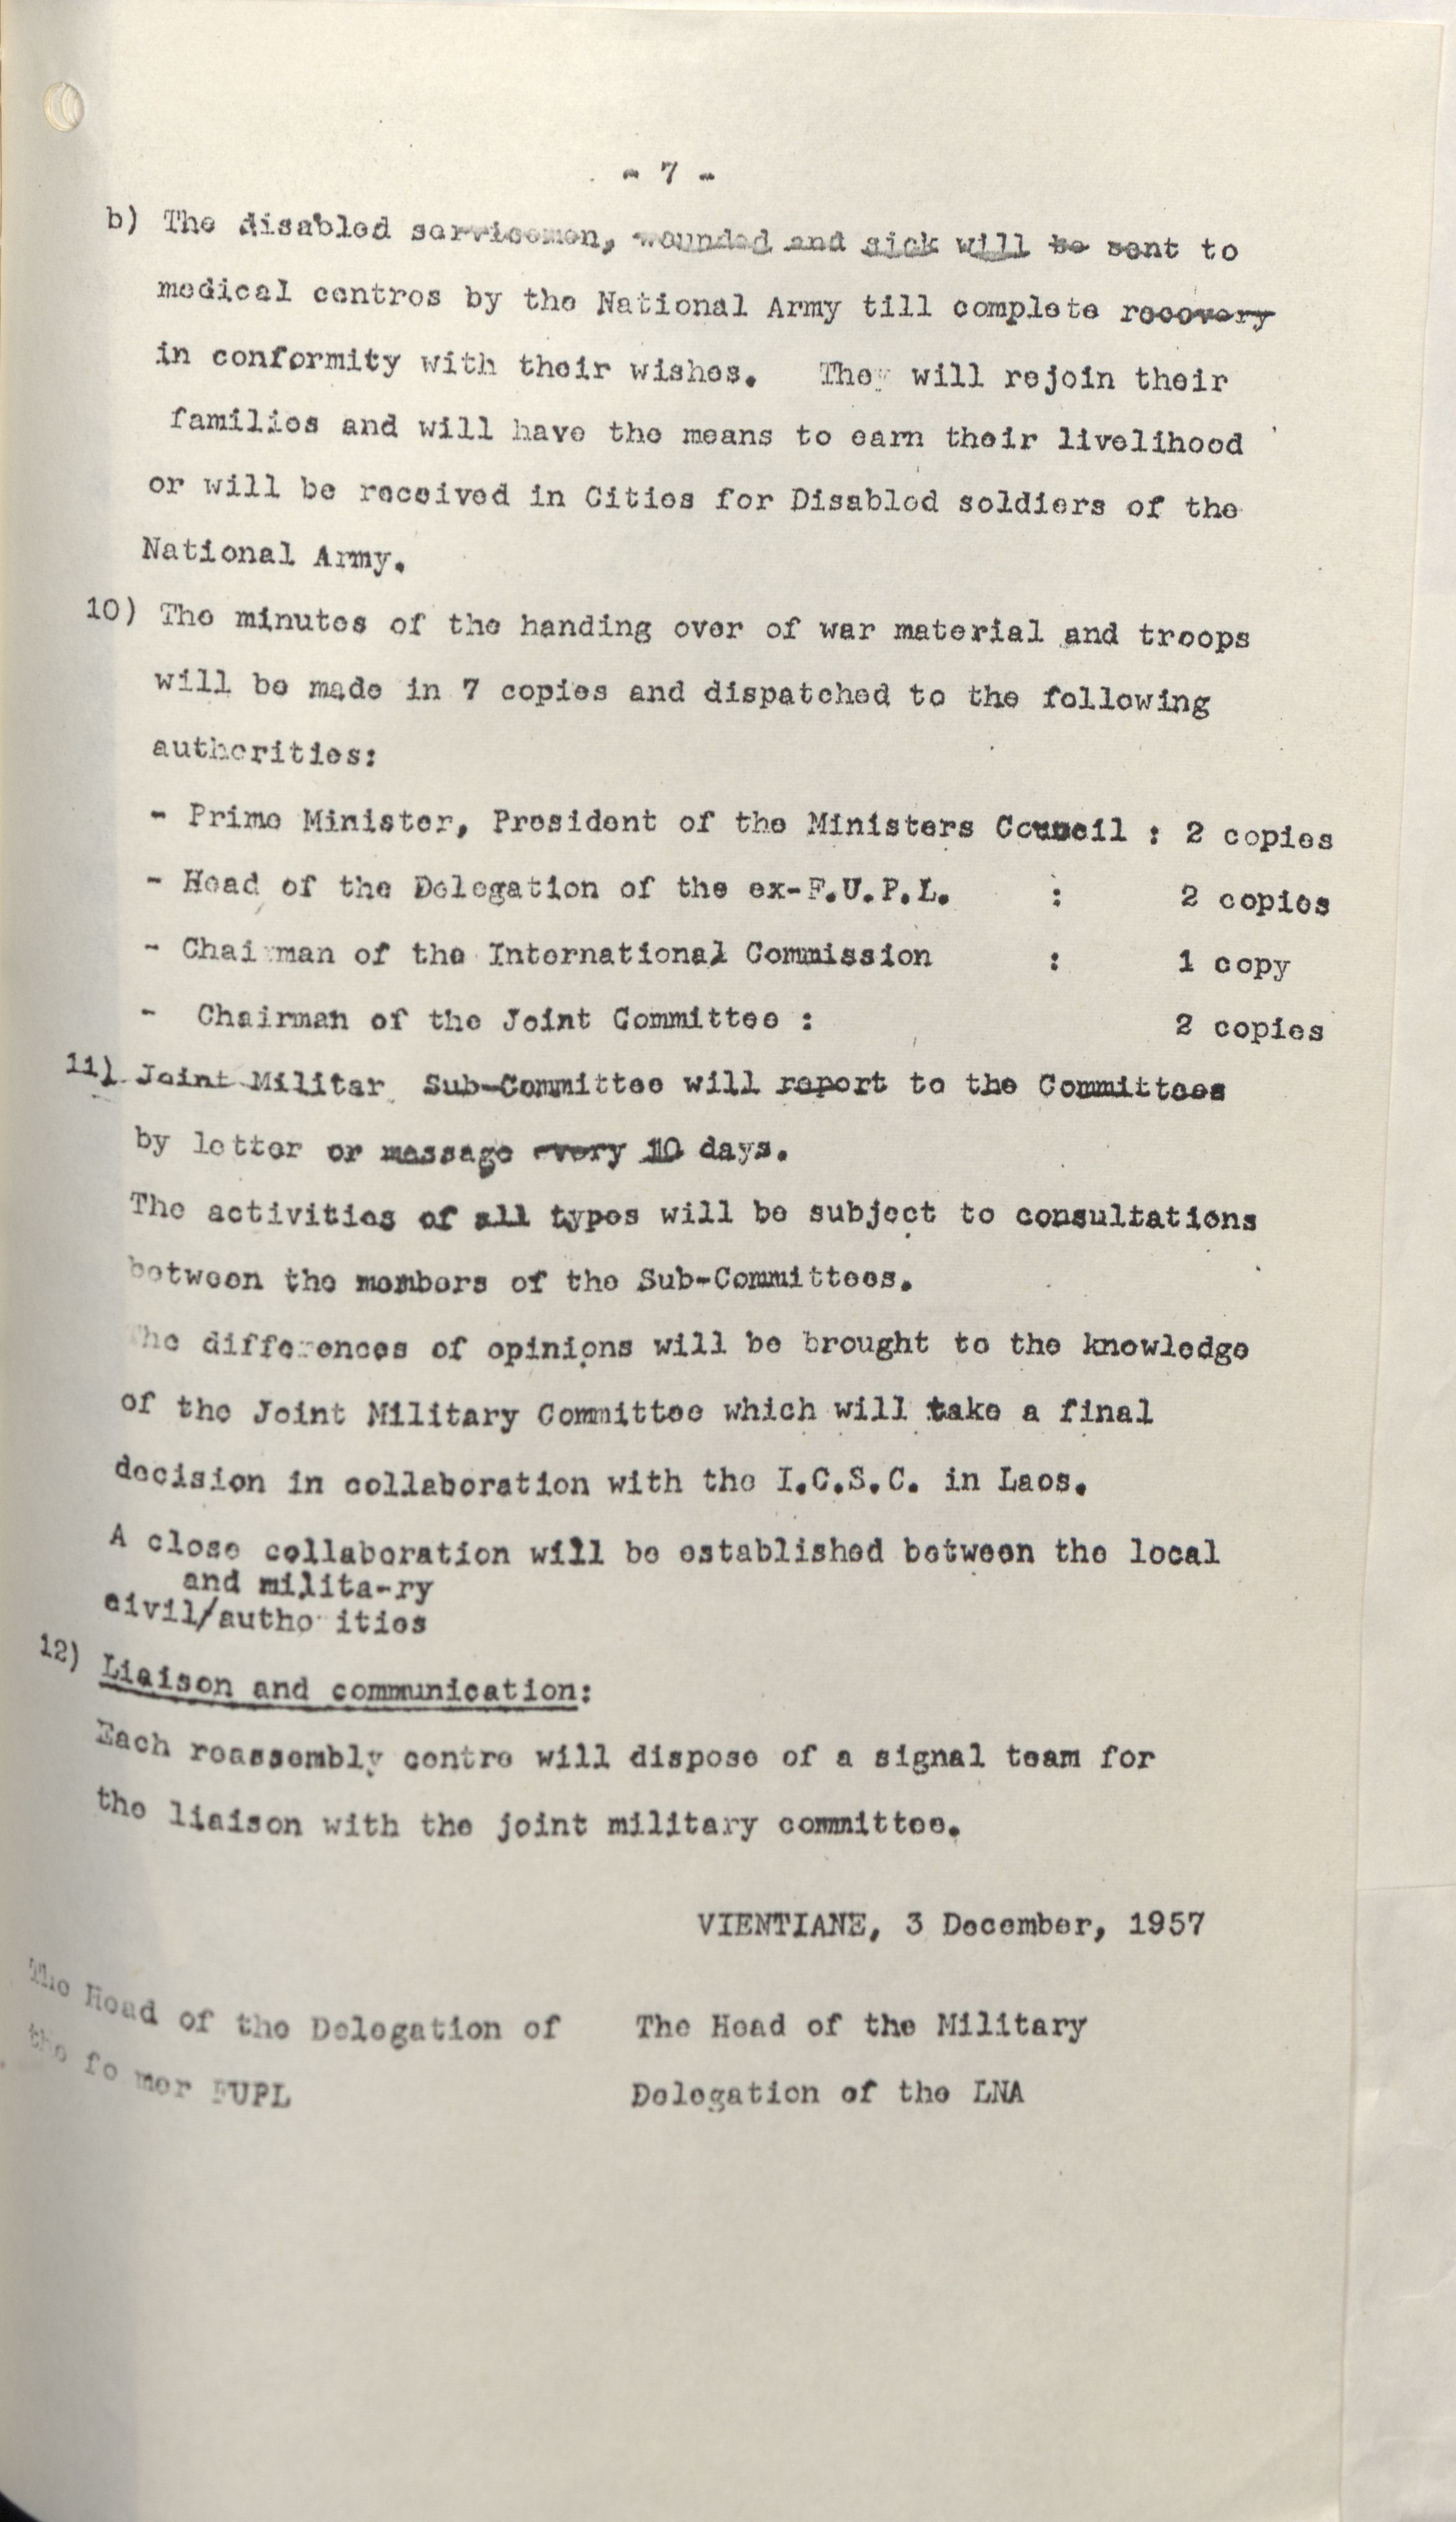 - 7 -
b) The disabled servicemen, wounded and sick will be sent to
medical centres by the National Army till complete recovery
in conformity with their wishes. They will rejoin their
families and will have the means to earn their livelihood
or will be received in Cities for Disabled soldiers of the
National Army.
10) The minutes of the handing over of war material and troops
will be made in 7 copies and dispatched to the following
authorities:
- Prime Minister, President of the Ministers Council : 2 copies
- Head of the Delegation of the ex-F.U.P.L. : 2 copies
- Chairman of the International Commission : 1 copy
- Chairman of the Joint Committee : 2 copies
11) Joint Militar Sub-Committee will report to the Committees
by letter or massage every 10 days.
The activities of all types will be subject to consultations
between the members of the Sub-Committees.
The differences of opinions will be brought to the knowledge
of the Joint Military Committee which will take a final
decision in collaboration with the I.C.S.C. in Laos.
A close collaboration will be established between the local
and milita-ry
civil/autho ities
12) Liaison and communication:
Each reassembly centre will dispose of a signal team for
the liaison with the joint military committee.
VIENTIANE, 3 December, 1957
The Head of the Delegation of The Head of the Military
the fo mer FUPL Delegation of the LNA